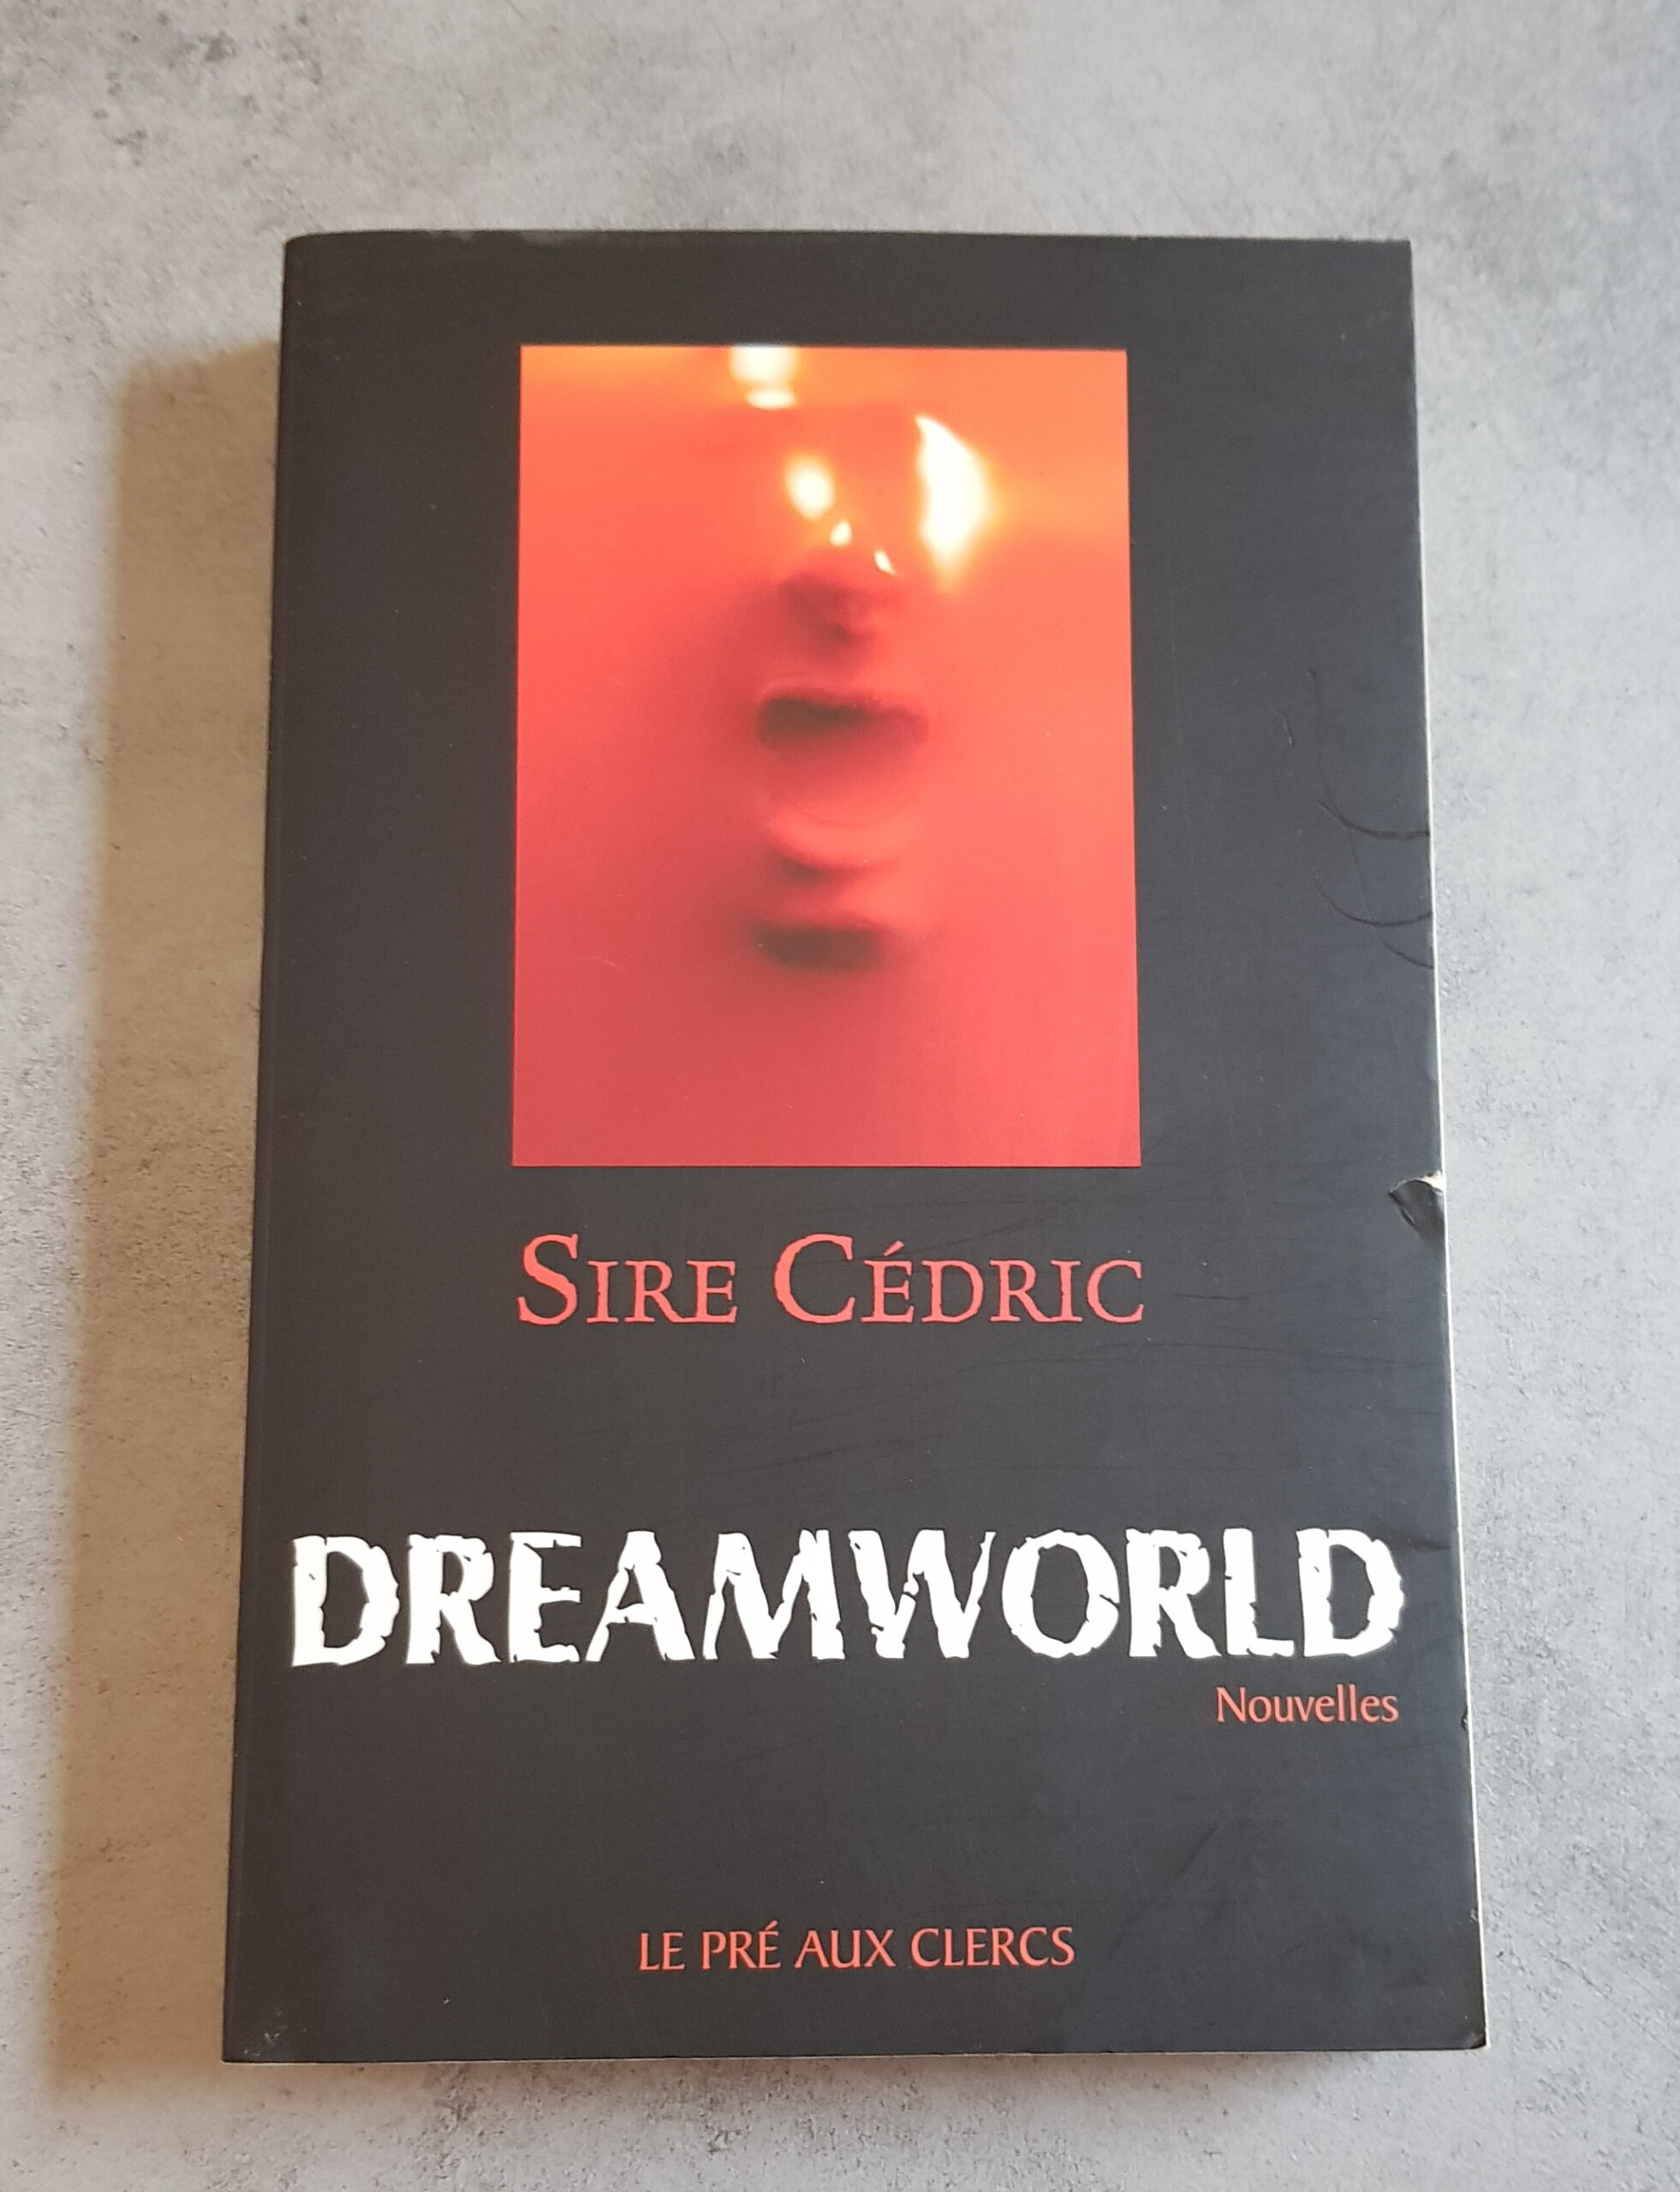 SIRE CÉDRIC
DREAMWORLD
Nouvelles
LE PRÉ AUX CLERCS